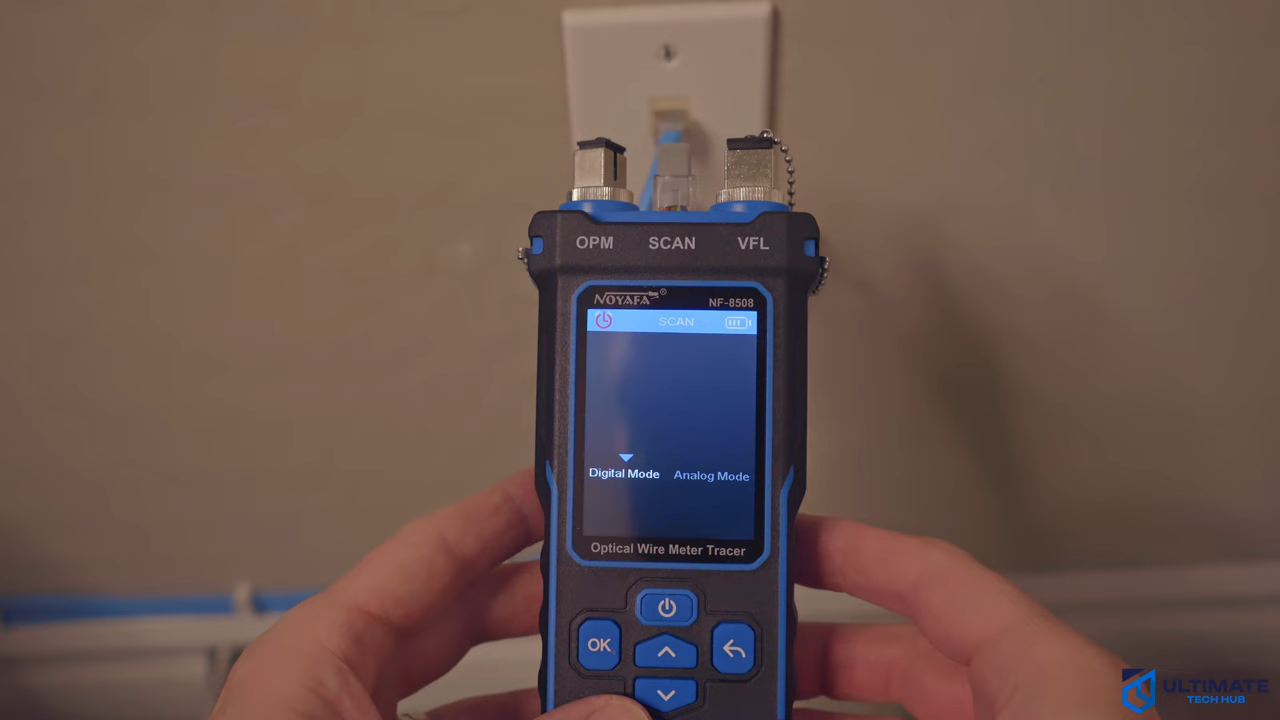 OPM SCAN VFL
NOYAFA®
NF-8508
SCAN
Digital Mode Analog Mode
Optical Wire Meter Tracer
OK
ULTIMATE
TECH HUB